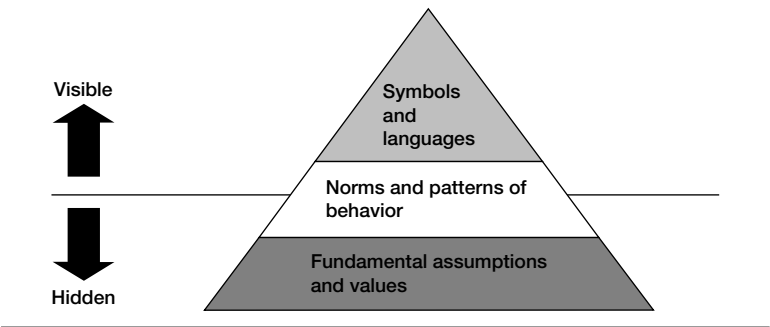 Visible
Symbols
and
languages
Norms and patterns of
behavior
Fundamental assumptions
and values
Hidden